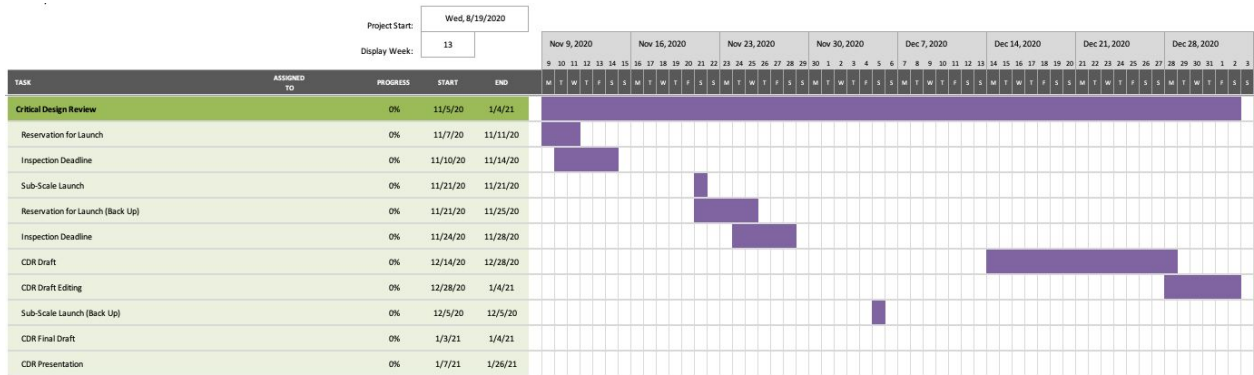 Project Start: Wed, 8/19/2020
Display Week: 13
Nov 9, 2020 Nov 16, 2020 Nov 23, 2020 Nov 30, 2020 Dec 7, 2020 Dec 14, 2020 Dec 21, 2020 Dec 28, 2020
9 10 11 12 13 14 15 16 17 18 19 20 21 22 23 24 25 26 27 28 29 30 1 2 3 4 5 6 7 8 9 10 11 12 13 14 15 16 17 18 19 20 21 22 23 24 25 26 27 28 29 30 31 1 2 3
TASK ASSIGNED TO PROGRESS START END M T W T F S S M T W T F S S M T W T F S S M T W T F S S M T W T F S S M T W T F S S M T W T F S S M T W T F S S
Critical Design Review 0% 11/5/20 1/4/21
Reservation for Launch 0% 11/7/20 11/11/20
Inspection Deadline 0% 11/10/20 11/14/20
Sub-Scale Launch 0% 11/21/20 11/21/20
Reservation for Launch (Back Up) 0% 11/21/20 11/25/20
Inspection Deadline 0% 11/24/20 11/28/20
CDR Draft 0% 12/14/20 12/28/20
CDR Draft Editing 0% 12/28/20 1/4/21
Sub-Scale Launch (Back Up) 0% 12/5/20 12/5/20
CDR Final Draft 0% 1/3/21 1/4/21
CDR Presentation 0% 1/7/21 1/26/21